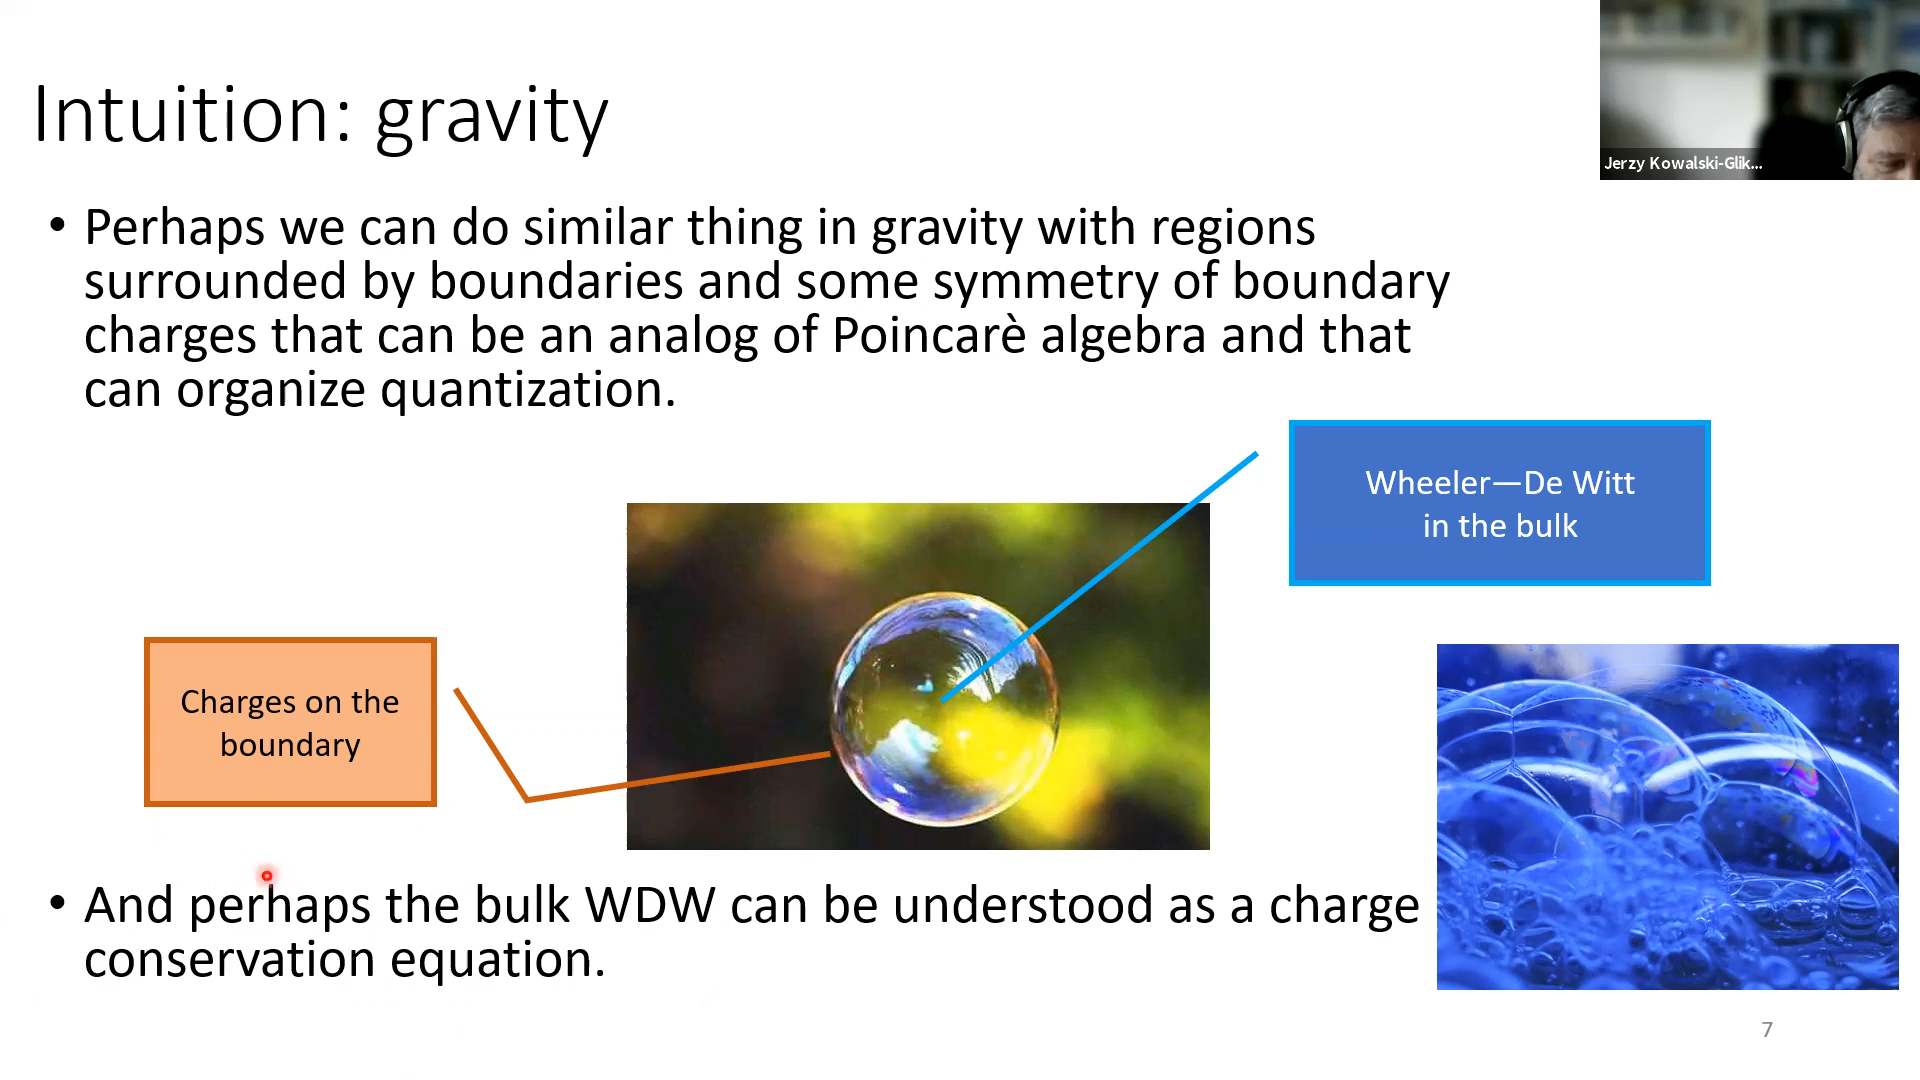 Intuition: gravity
Jerzy Kowalski-Glik...
• Perhaps we can do similar thing in gravity with regions
surrounded by boundaries and some symmetry of boundary
charges that can be an analog of Poincarè algebra and that
can organize quantization.
Wheeler—De Witt
in the bulk
Charges on the
boundary
• And perhaps the bulk WDW can be understood as a charge
conservation equation.
7